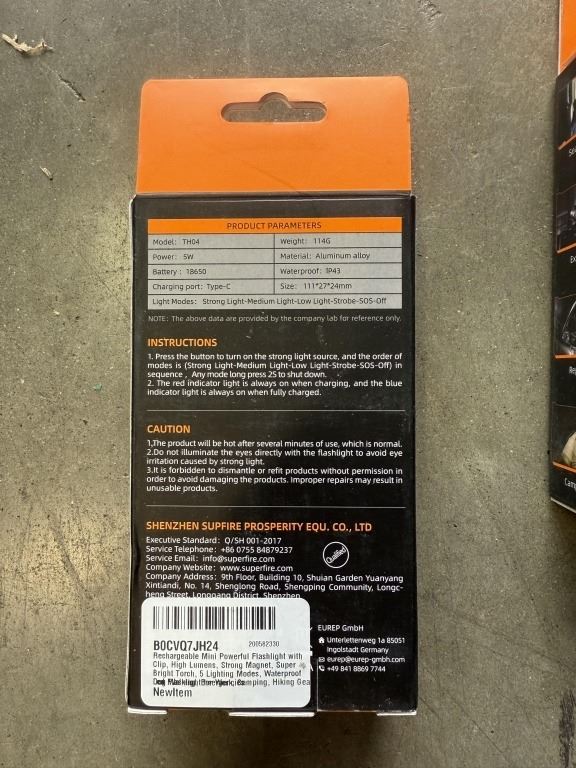 PRODUCT PARAMETERS
Model: TH04 Weight: 114G
Power: 5W Material: Aluminum alloy
Battery: 18650 Waterproof: IP43
Charging port: Type-C Size: 111*27*24mm
Light Modes: Strong Light-Medium Light-Low Light-Strobe-SOS-Off
NOTE: The above data are provided by the company lab for reference only.
INSTRUCTIONS
1. Press the button to turn on the strong light source, and the order of
modes is (Strong Light-Medium Light-Low Light-Strobe-SOS-Off) in
sequence , Any mode long press 2S to shut down.
2. The red indicator light is always on when charging, and the blue
indicator light is always on when fully charged.
CAUTION
1,The product will be hot after several minutes of use, which is normal.
2.Do not illuminate the eyes directly with the flashlight to avoid eye
irritation caused by strong light.
3.It is forbidden to dismantle or refit products without permission in
order to avoid damaging the products. Improper repairs may result in
unusable products.
SHENZHEN SUPFIRE PROSPERITY EQU. CO., LTD
Executive Standard: Q/SH 001-2017
Service Telephone: +86 0755 84879237
Service Email: info@superfire.com
Company Website: www.superfire.com
Qualified
Company Address: 9th Floor, Building 10, Shuian Garden Yuanyang
Xintiandi, No. 14, Shenglong Road, Shengping Community, Longc-
heng Street, Longgang District, Shenzhen
EUREP GmbH
Unterlettenweg 1a 85051
Ingolstadt Germany
eurep@eurep-gmbh.com
+49 841 8869 7744
B0CVQ7JH24 200582330
Rechargeable Mini Powerful Flashlight with
Clip, High Lumens, Strong Magnet, Super
Bright Torch, 5 Lighting Modes, Waterproof
Camping, Hiking Gea
NewItem